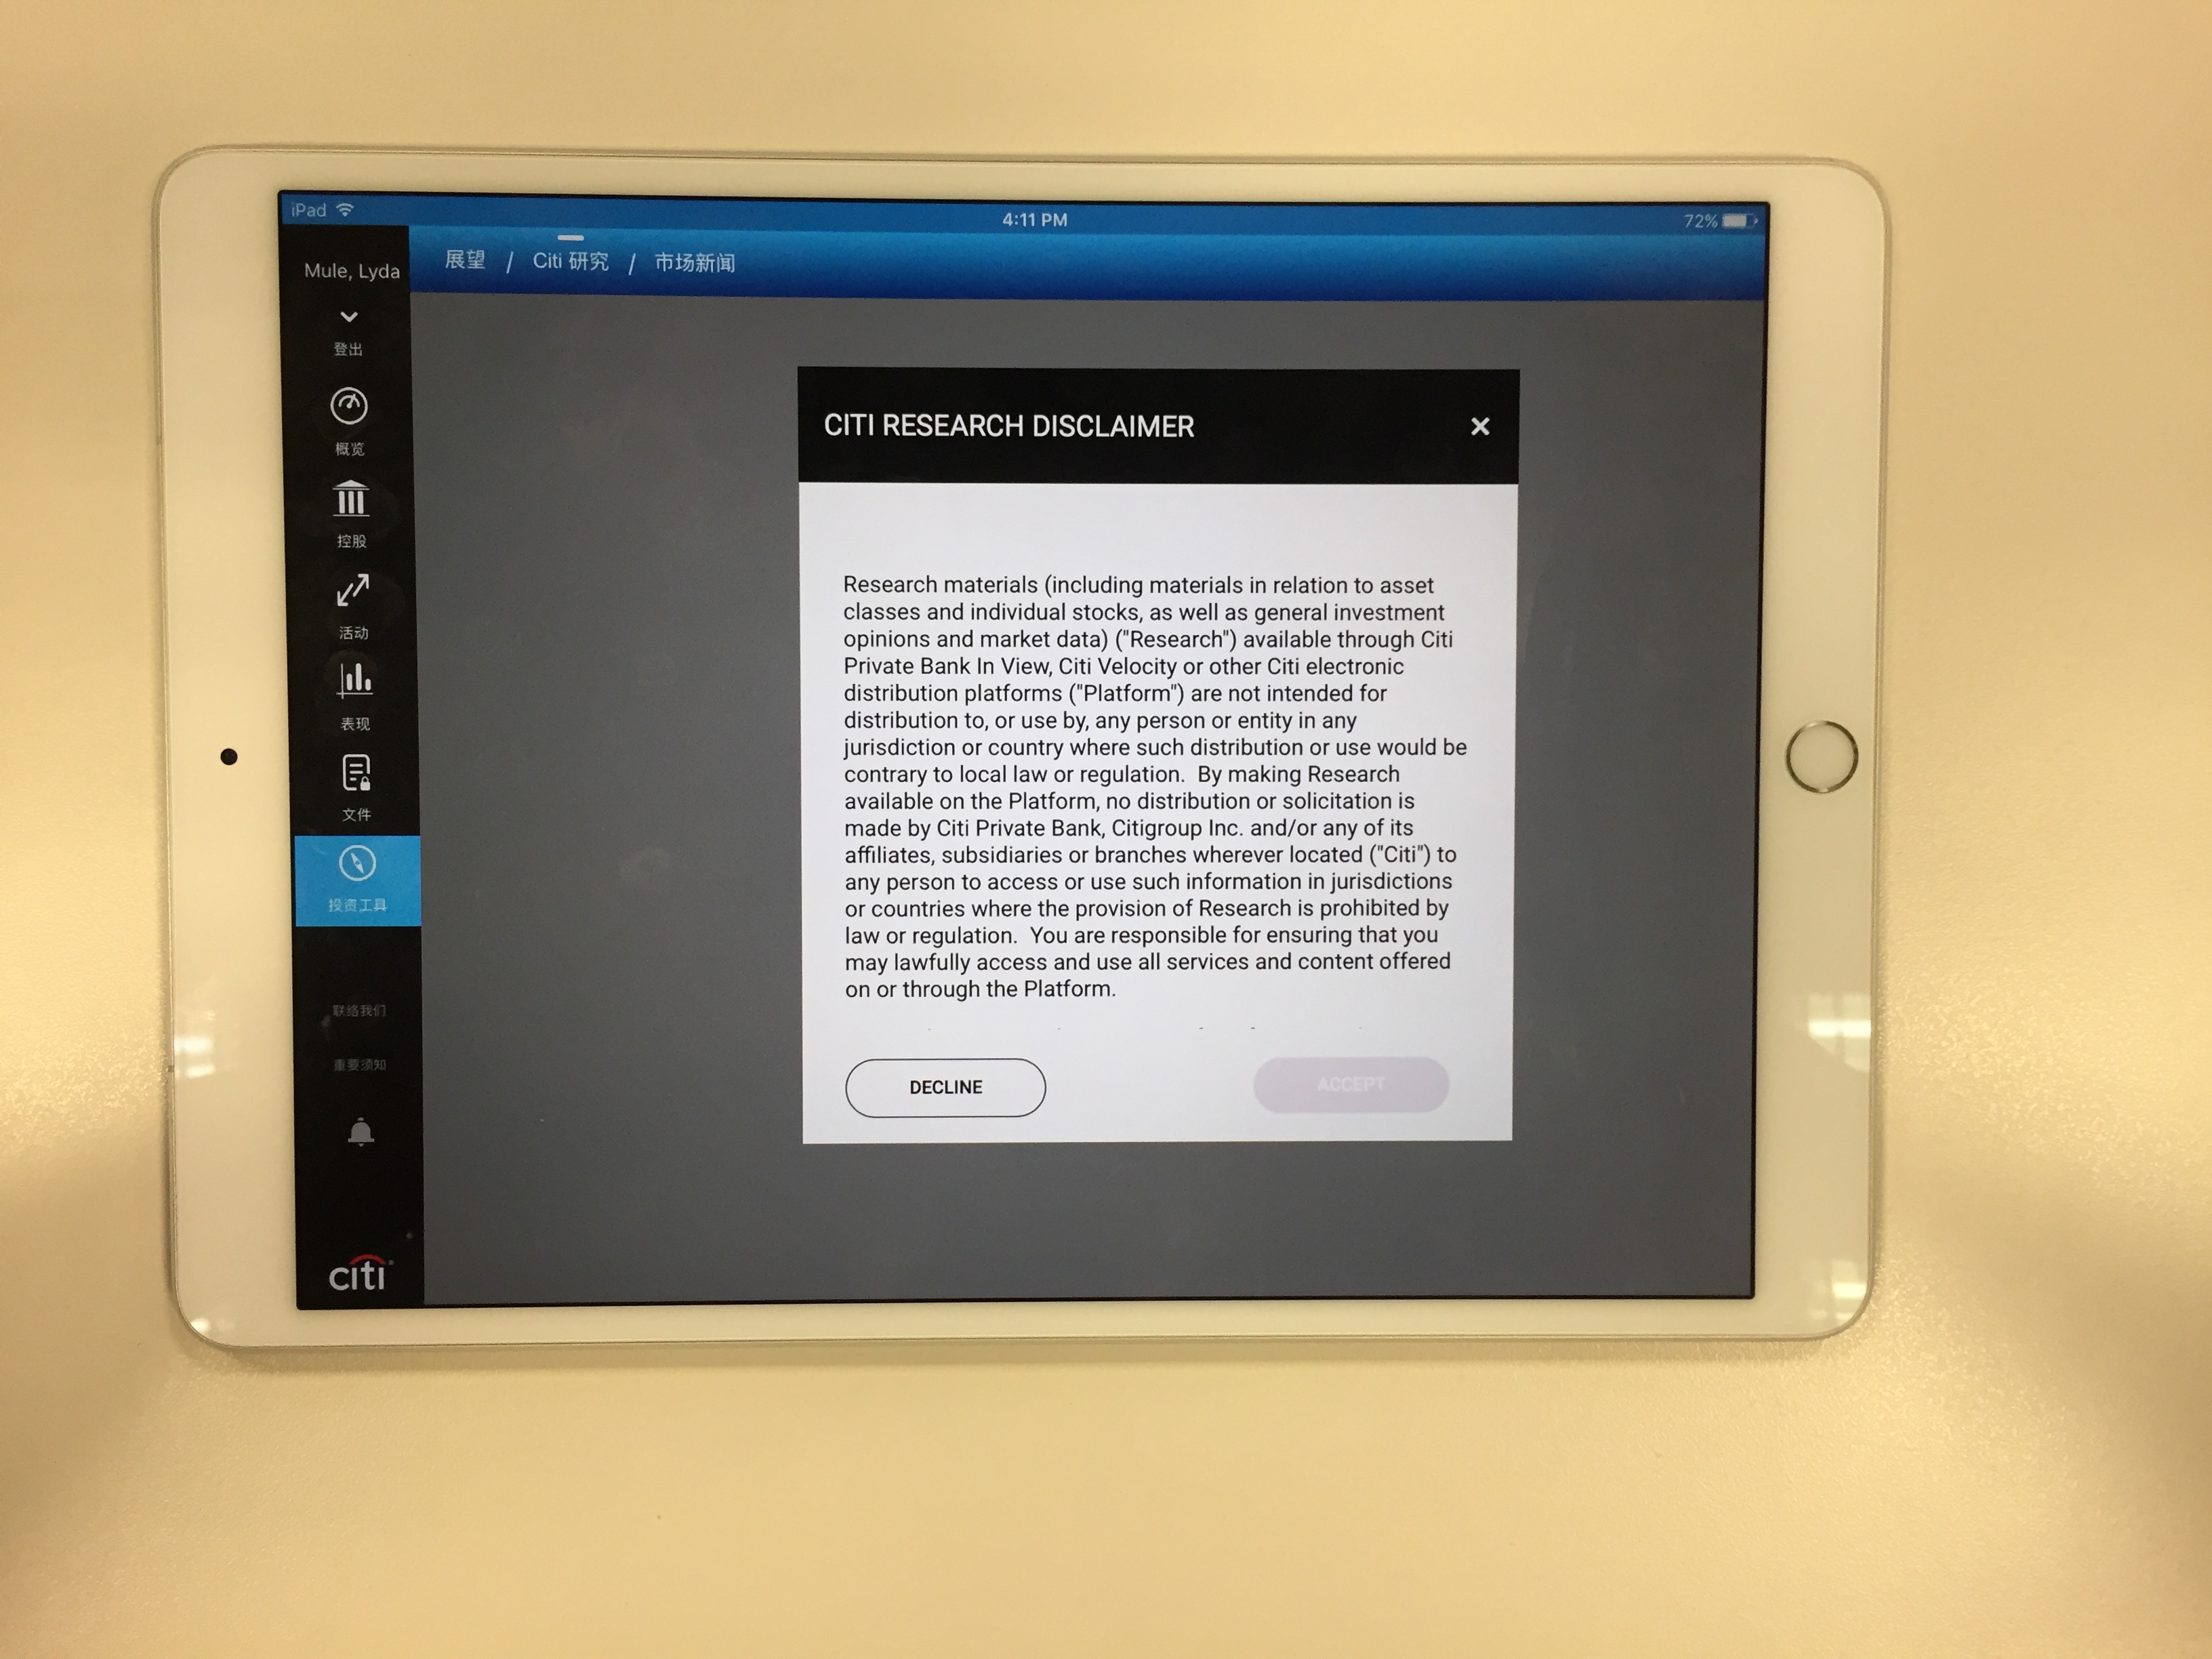 iPad
4:11 PM
72%
Mule, Lyda
登出
概览
控股
活动
表现
文件
投资工具
联络我们
重要须知
citi
展望 / Citi 研究 / 市场新闻
CITI RESEARCH DISCLAIMER
Research materials (including materials in relation to asset
classes and individual stocks, as well as general investment
opinions and market data) ("Research") available through Citi
Private Bank In View, Citi Velocity or other Citi electronic
distribution platforms ("Platform") are not intended for
distribution to, or use by, any person or entity in any
jurisdiction or country where such distribution or use would be
contrary to local law or regulation. By making Research
available on the Platform, no distribution or solicitation is
made by Citi Private Bank, Citigroup Inc. and/or any of its
affiliates, subsidiaries or branches wherever located ("Citi") to
any person to access or use such information in jurisdictions
or countries where the provision of Research is prohibited by
law or regulation. You are responsible for ensuring that you
may lawfully access and use all services and content offered
on or through the Platform.
DECLINE
ACCEPT